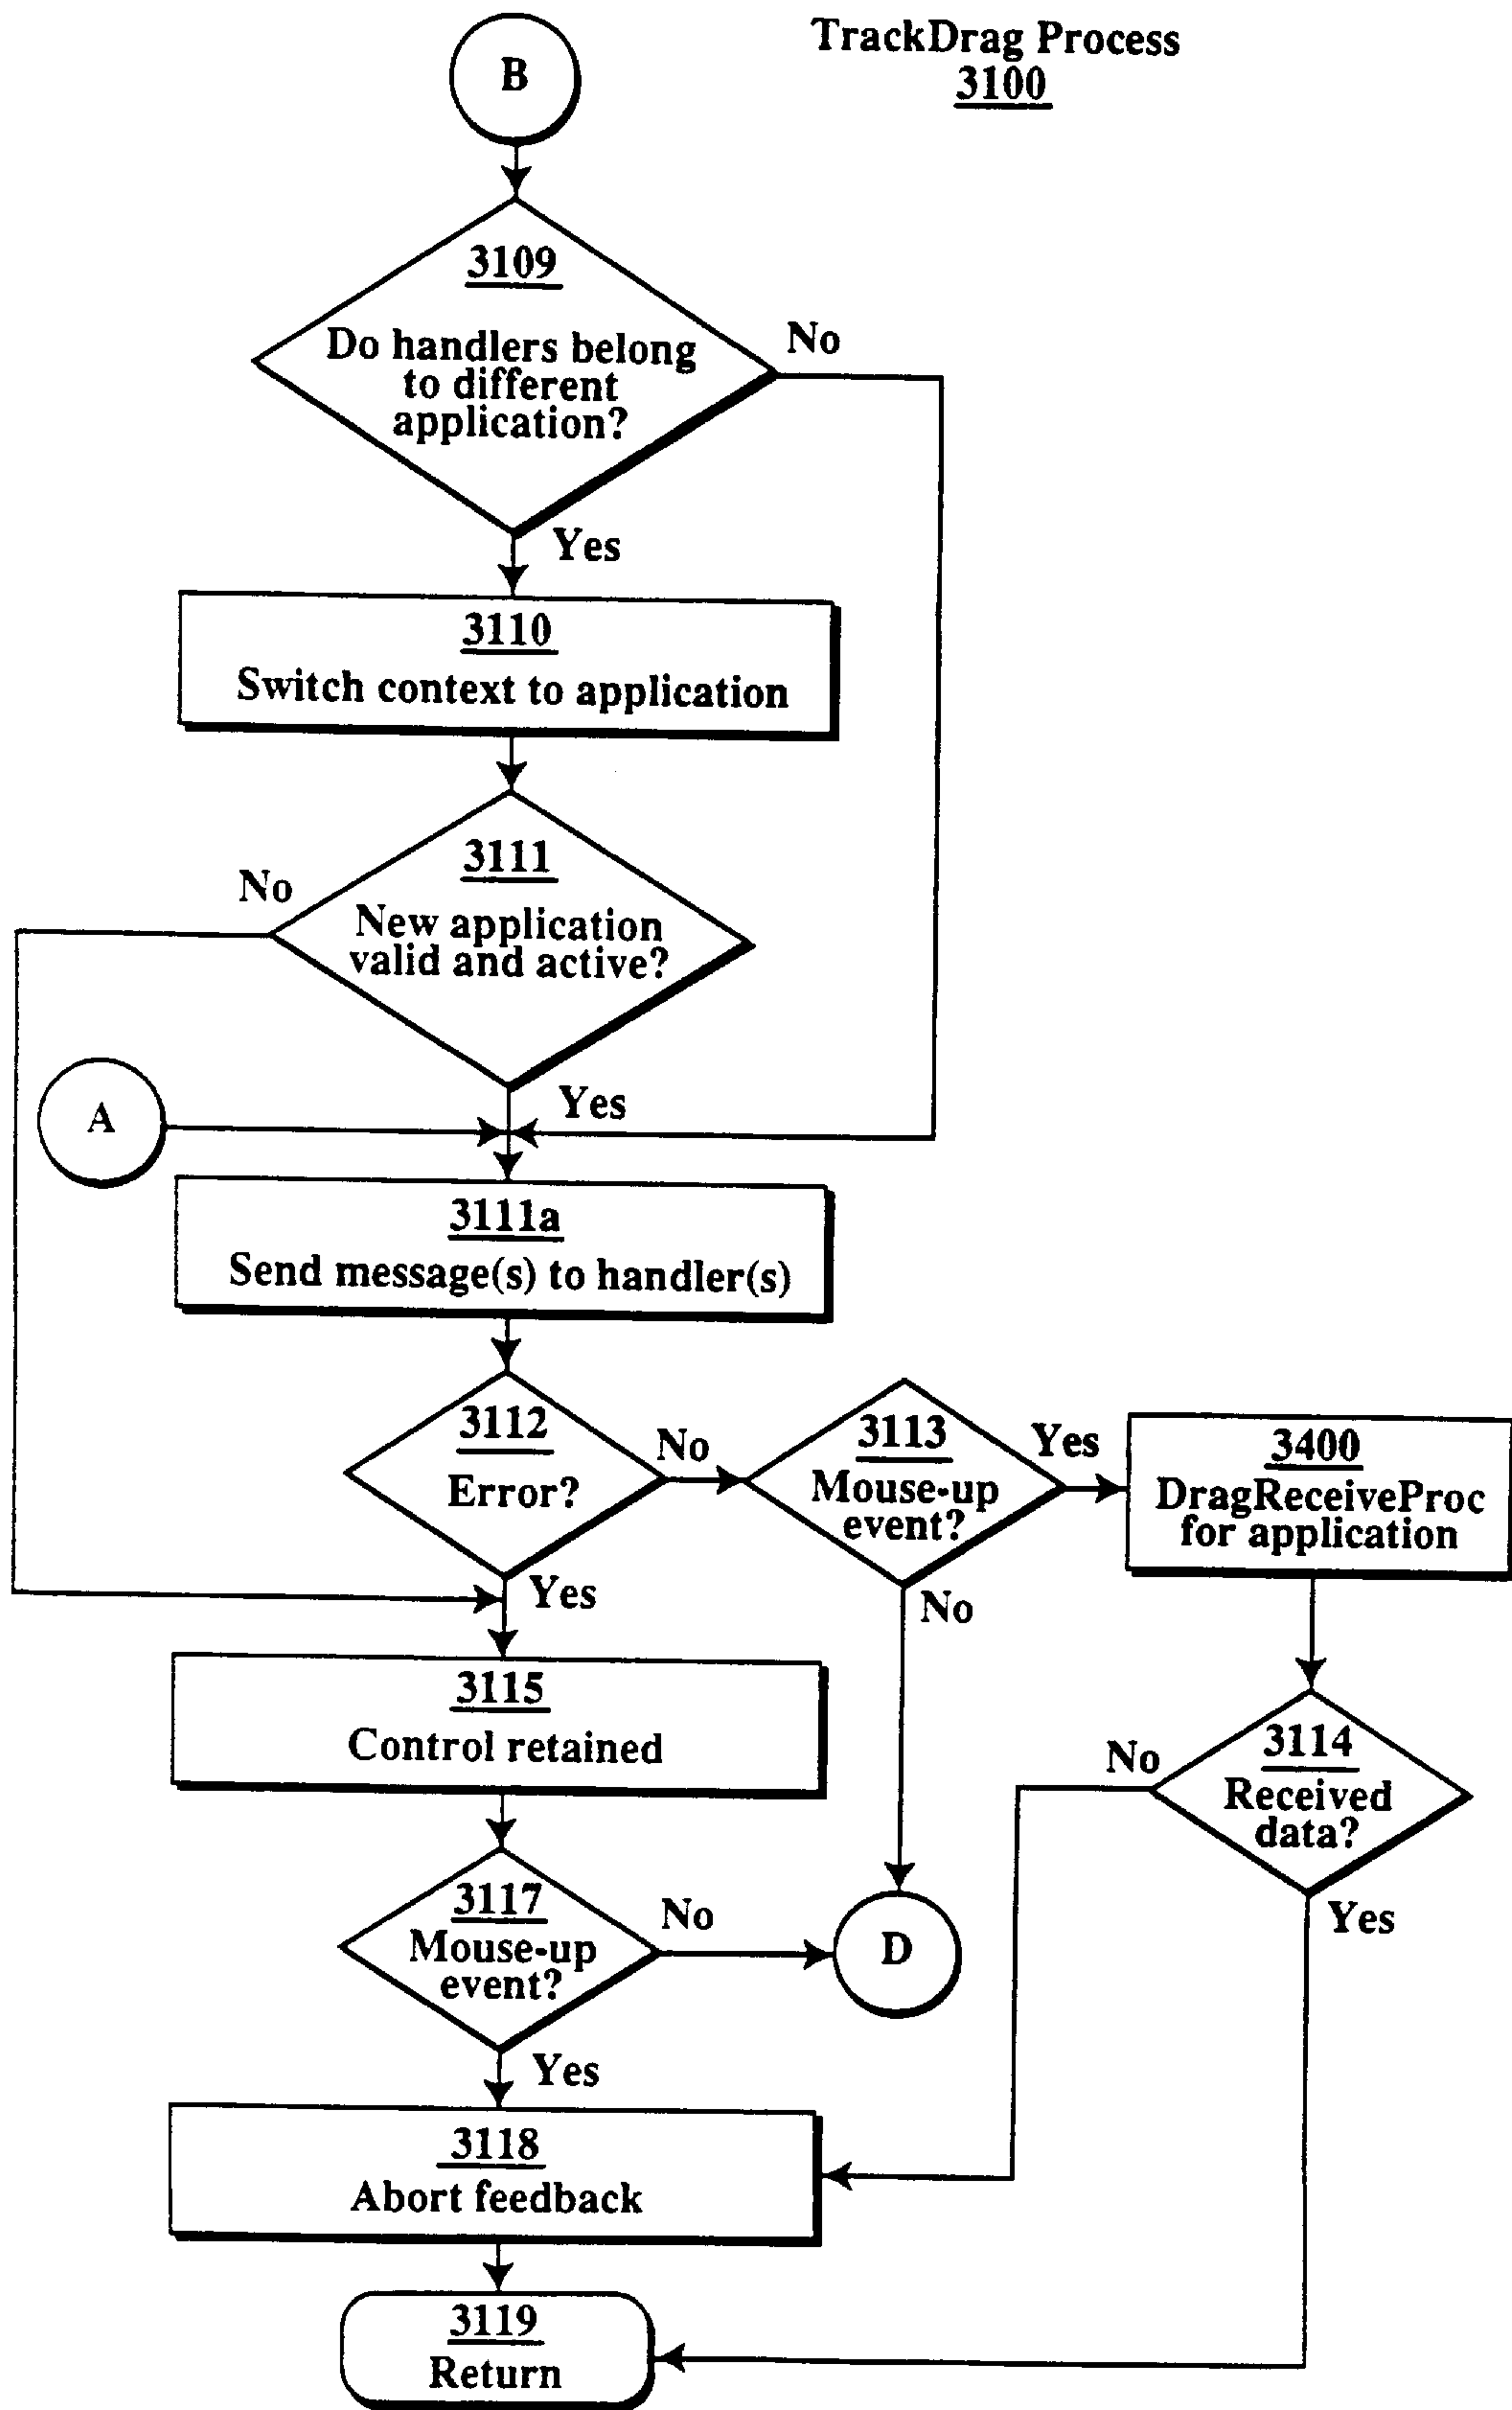 TrackDrag Process
3100
B
3109
Do handlers belong
to different
application?
No
Yes
3110
Switch context to application
3111
New application
valid and active?
No
Yes
A
3111a
Send message(s) to handler(s)
3112
Error?
No
Yes
3113
Mouse-up
event?
Yes
No
3400
DragReceiveProc
for application
3115
Control retained
3114
Received
data?
No
Yes
3117
Mouse-up
event?
No
Yes
D
3118
Abort feedback
3119
Return